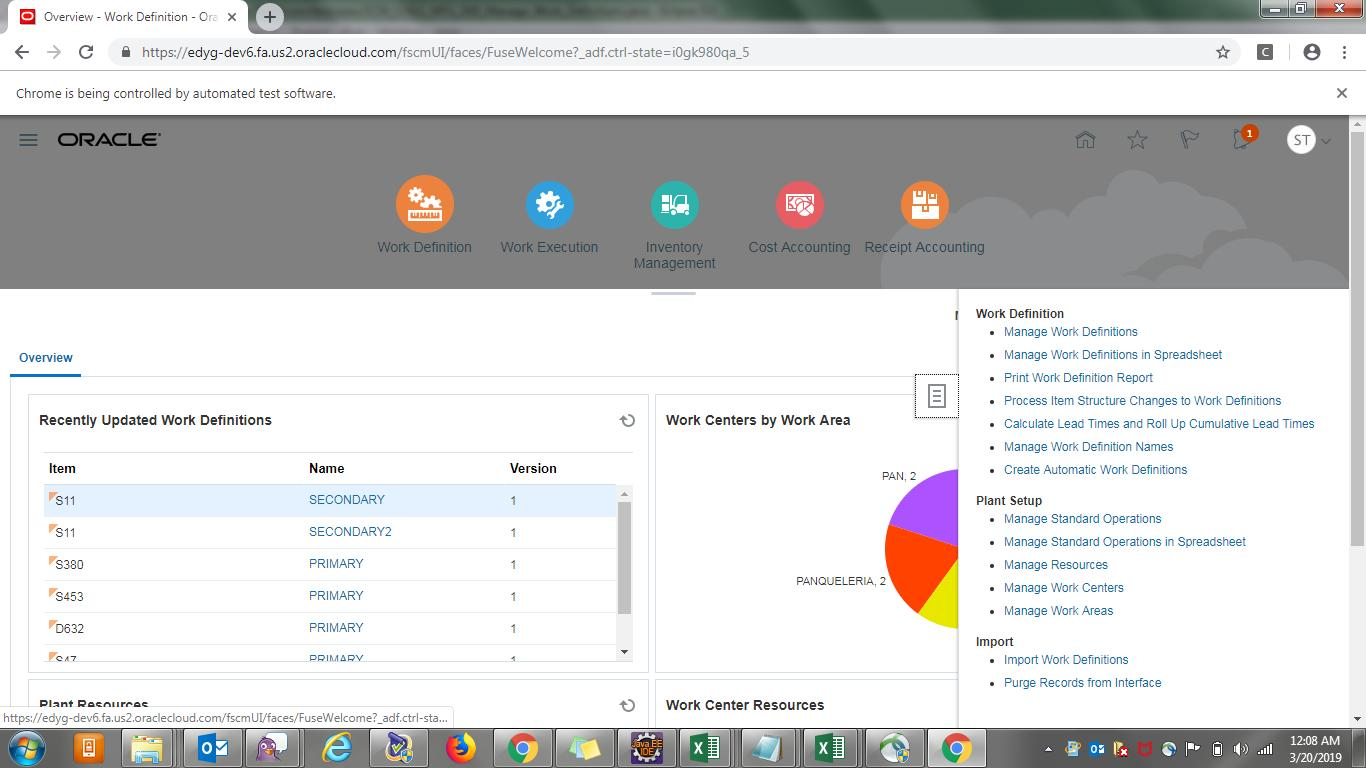 Overview - Work Definition - Ora
https://edyg-dev6.fa.us2.oraclecloud.com/fscmUI/faces/FuseWelcome?_adf.ctrl-state=i0gk980qa_5
C
Chrome is being controlled by automated test software.
ORACLE
1
ST
Work Definition
Work Execution
Inventory
Management
Cost Accounting
Receipt Accounting
Overview
Recently Updated Work Definitions
Item Name Version
S11 SECONDARY 1
S11 SECONDARY2 1
S380 PRIMARY 1
S453 PRIMARY 1
D632 PRIMARY 1
S47 PRIMARY 1
Plant Resources
Work Centers by Work Area
PAN, 2
PANQUELERIA, 2
Work Center Resources
Work Definition
Manage Work Definitions
Manage Work Definitions in Spreadsheet
Print Work Definition Report
Process Item Structure Changes to Work Definitions
Calculate Lead Times and Roll Up Cumulative Lead Times
Manage Work Definition Names
Create Automatic Work Definitions
Plant Setup
Manage Standard Operations
Manage Standard Operations in Spreadsheet
Manage Resources
Manage Work Centers
Manage Work Areas
Import
Import Work Definitions
Purge Records from Interface
https://edyg-dev6.fa.us2.oraclecloud.com/fscmUI/faces/FuseWelcome?_adf.ctrl-sta...
Java EE
IDE
12:08 AM
3/20/2019